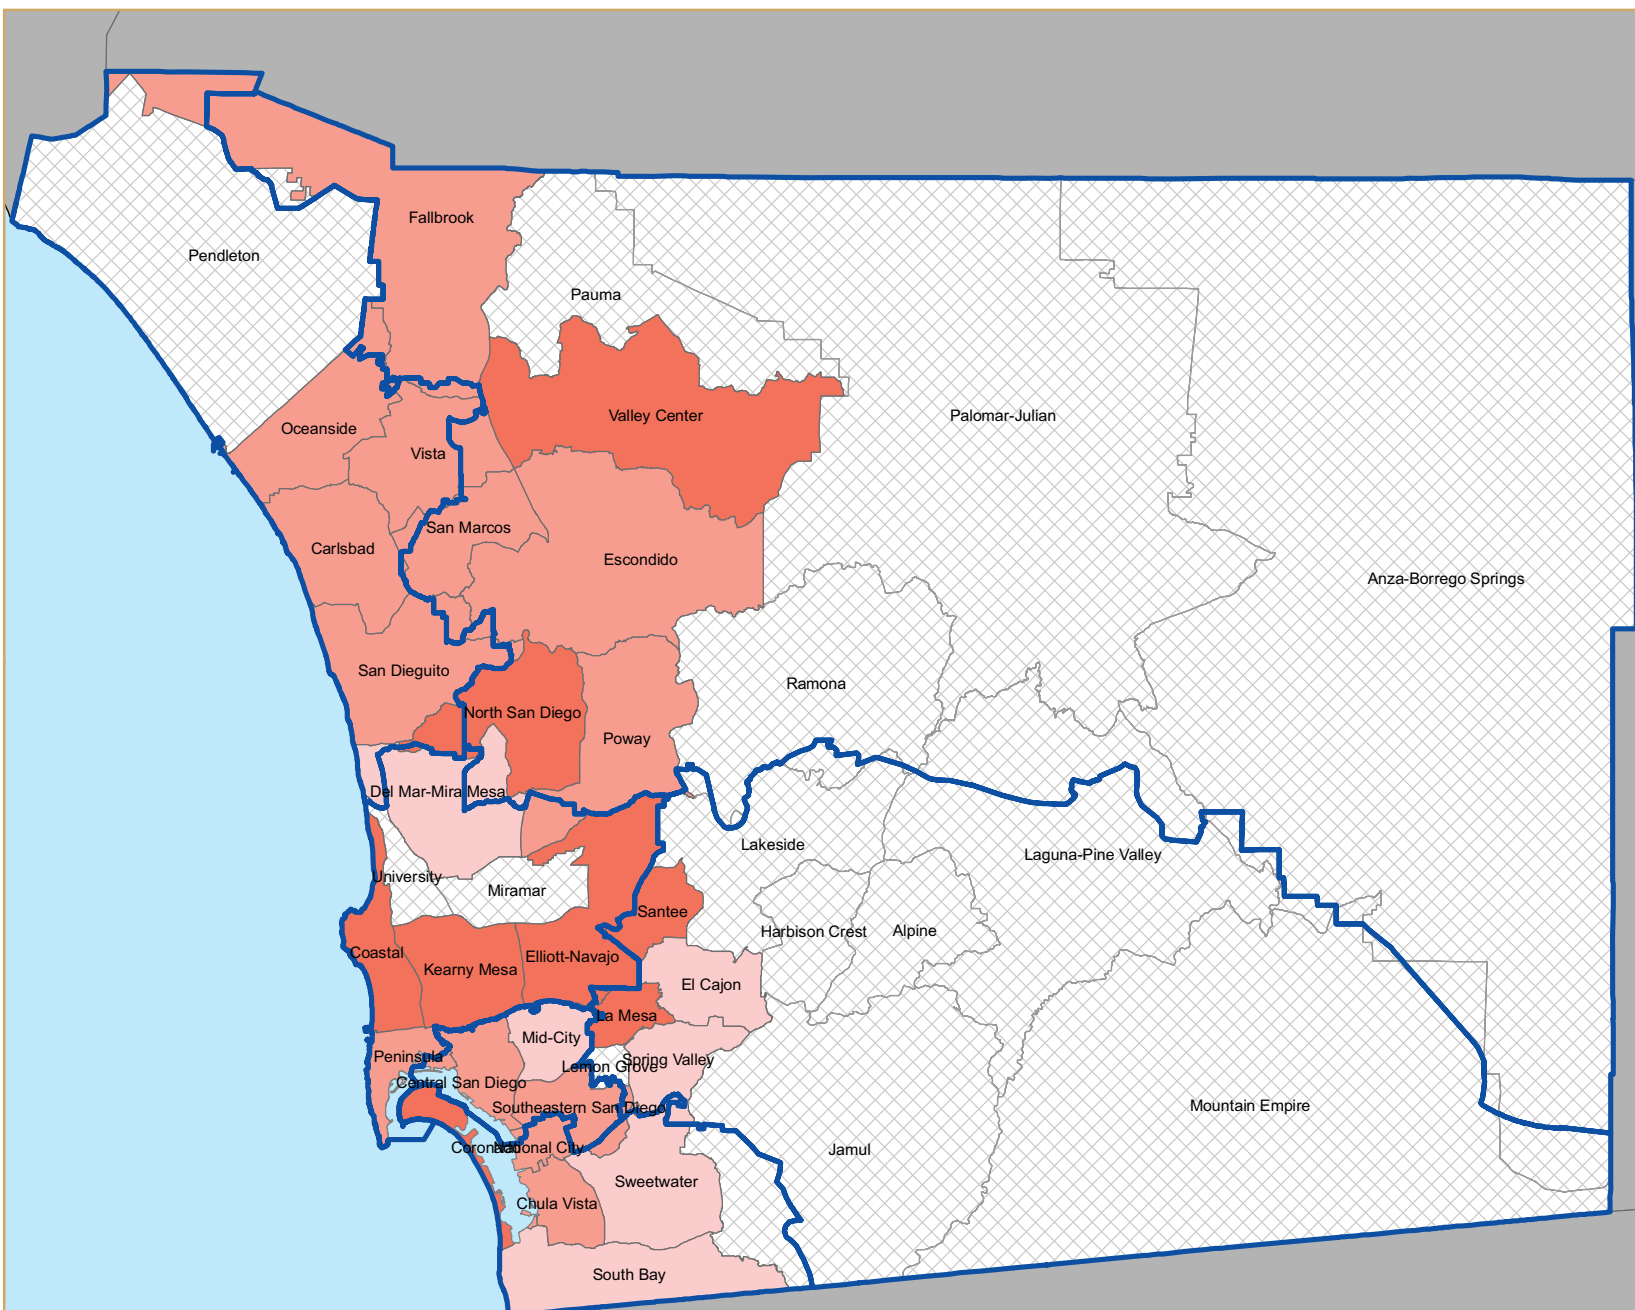 Fallbrook
Pendleton
Pauma
Valley Center
Palomar-Julian
Oceanside
Vista
San Marcos
Carlsbad
Escondido
Anza-Borrego Springs
San Dieguito
Ramona
North San Diego
Poway
Del Mar-Mira Mesa
Lakeside
Laguna-Pine Valley
University
Miramar
Santee
Harbison Crest
Alpine
Coastal
Elliott-Navajo
Kearny Mesa
El Cajon
La Mesa
Mid-City
Peninsula
Lemon Grove
Spring Valley
Central San Diego
Southeastern San Diego
Mountain Empire
Coronado
National City
Jamul
Sweetwater
Chula Vista
South Bay